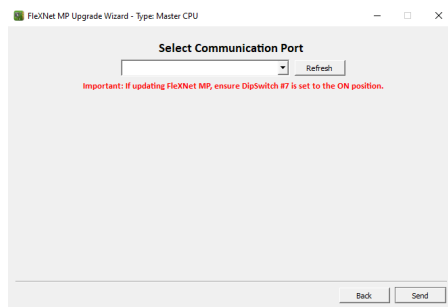 FleXNet MP Upgrade Wizard - Type: Master CPU
Select Communication Port
Refresh
Important: If updating FleXNet MP, ensure DipSwitch #7 is set to the ON position.
Back Send